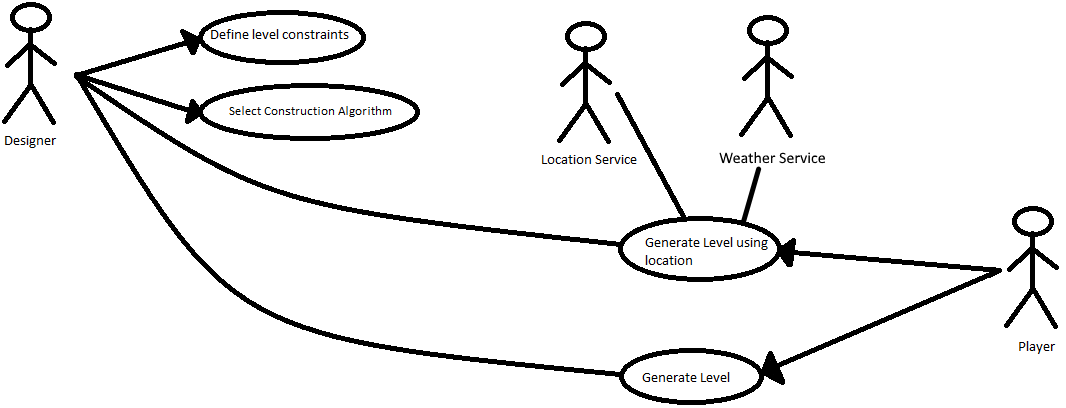 Define level constraints
Select Construction Algorithm
Designer
Location Service
Weather Service
Generate Level using
location
Player
Generate Level